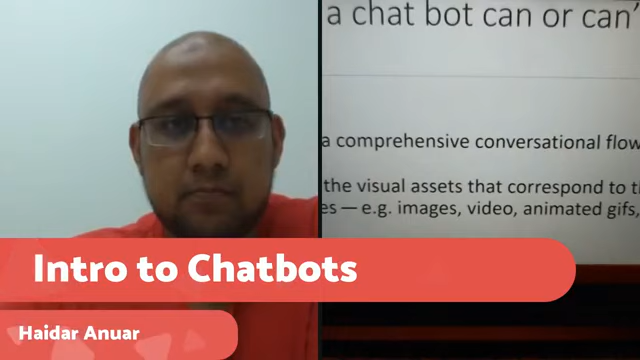 a chat bot can or can'
a comprehensive conversational flow
the visual assets that correspond to
es — e.g. images, video, animated gifs,
Intro to Chatbots
Haidar Anuar